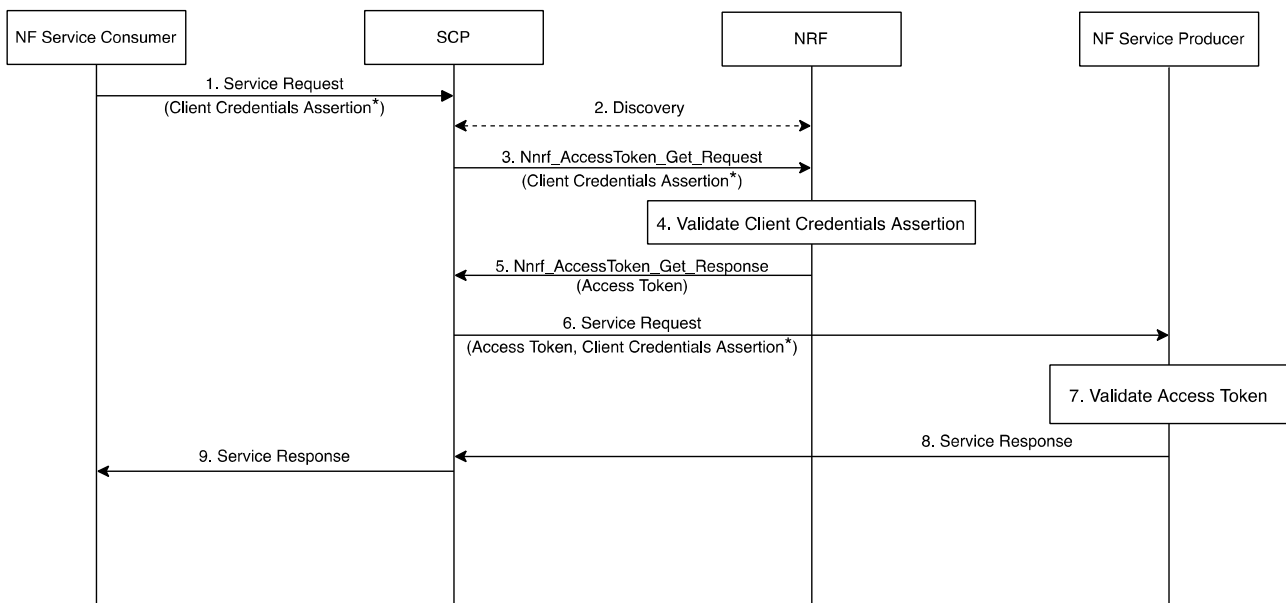 NF Service Consumer
SCP
NRF
NF Service Producer
1. Service Request
(Client Credentials Assertion*)
2. Discovery
3. Nnrf_AccessToken_Get_Request
(Client Credentials Assertion*)
4. Validate Client Credentials Assertion
5. Nnrf_AccessToken_Get_Response
(Access Token)
6. Service Request
(Access Token, Client Credentials Assertion*)
7. Validate Access Token
8. Service Response
9. Service Response